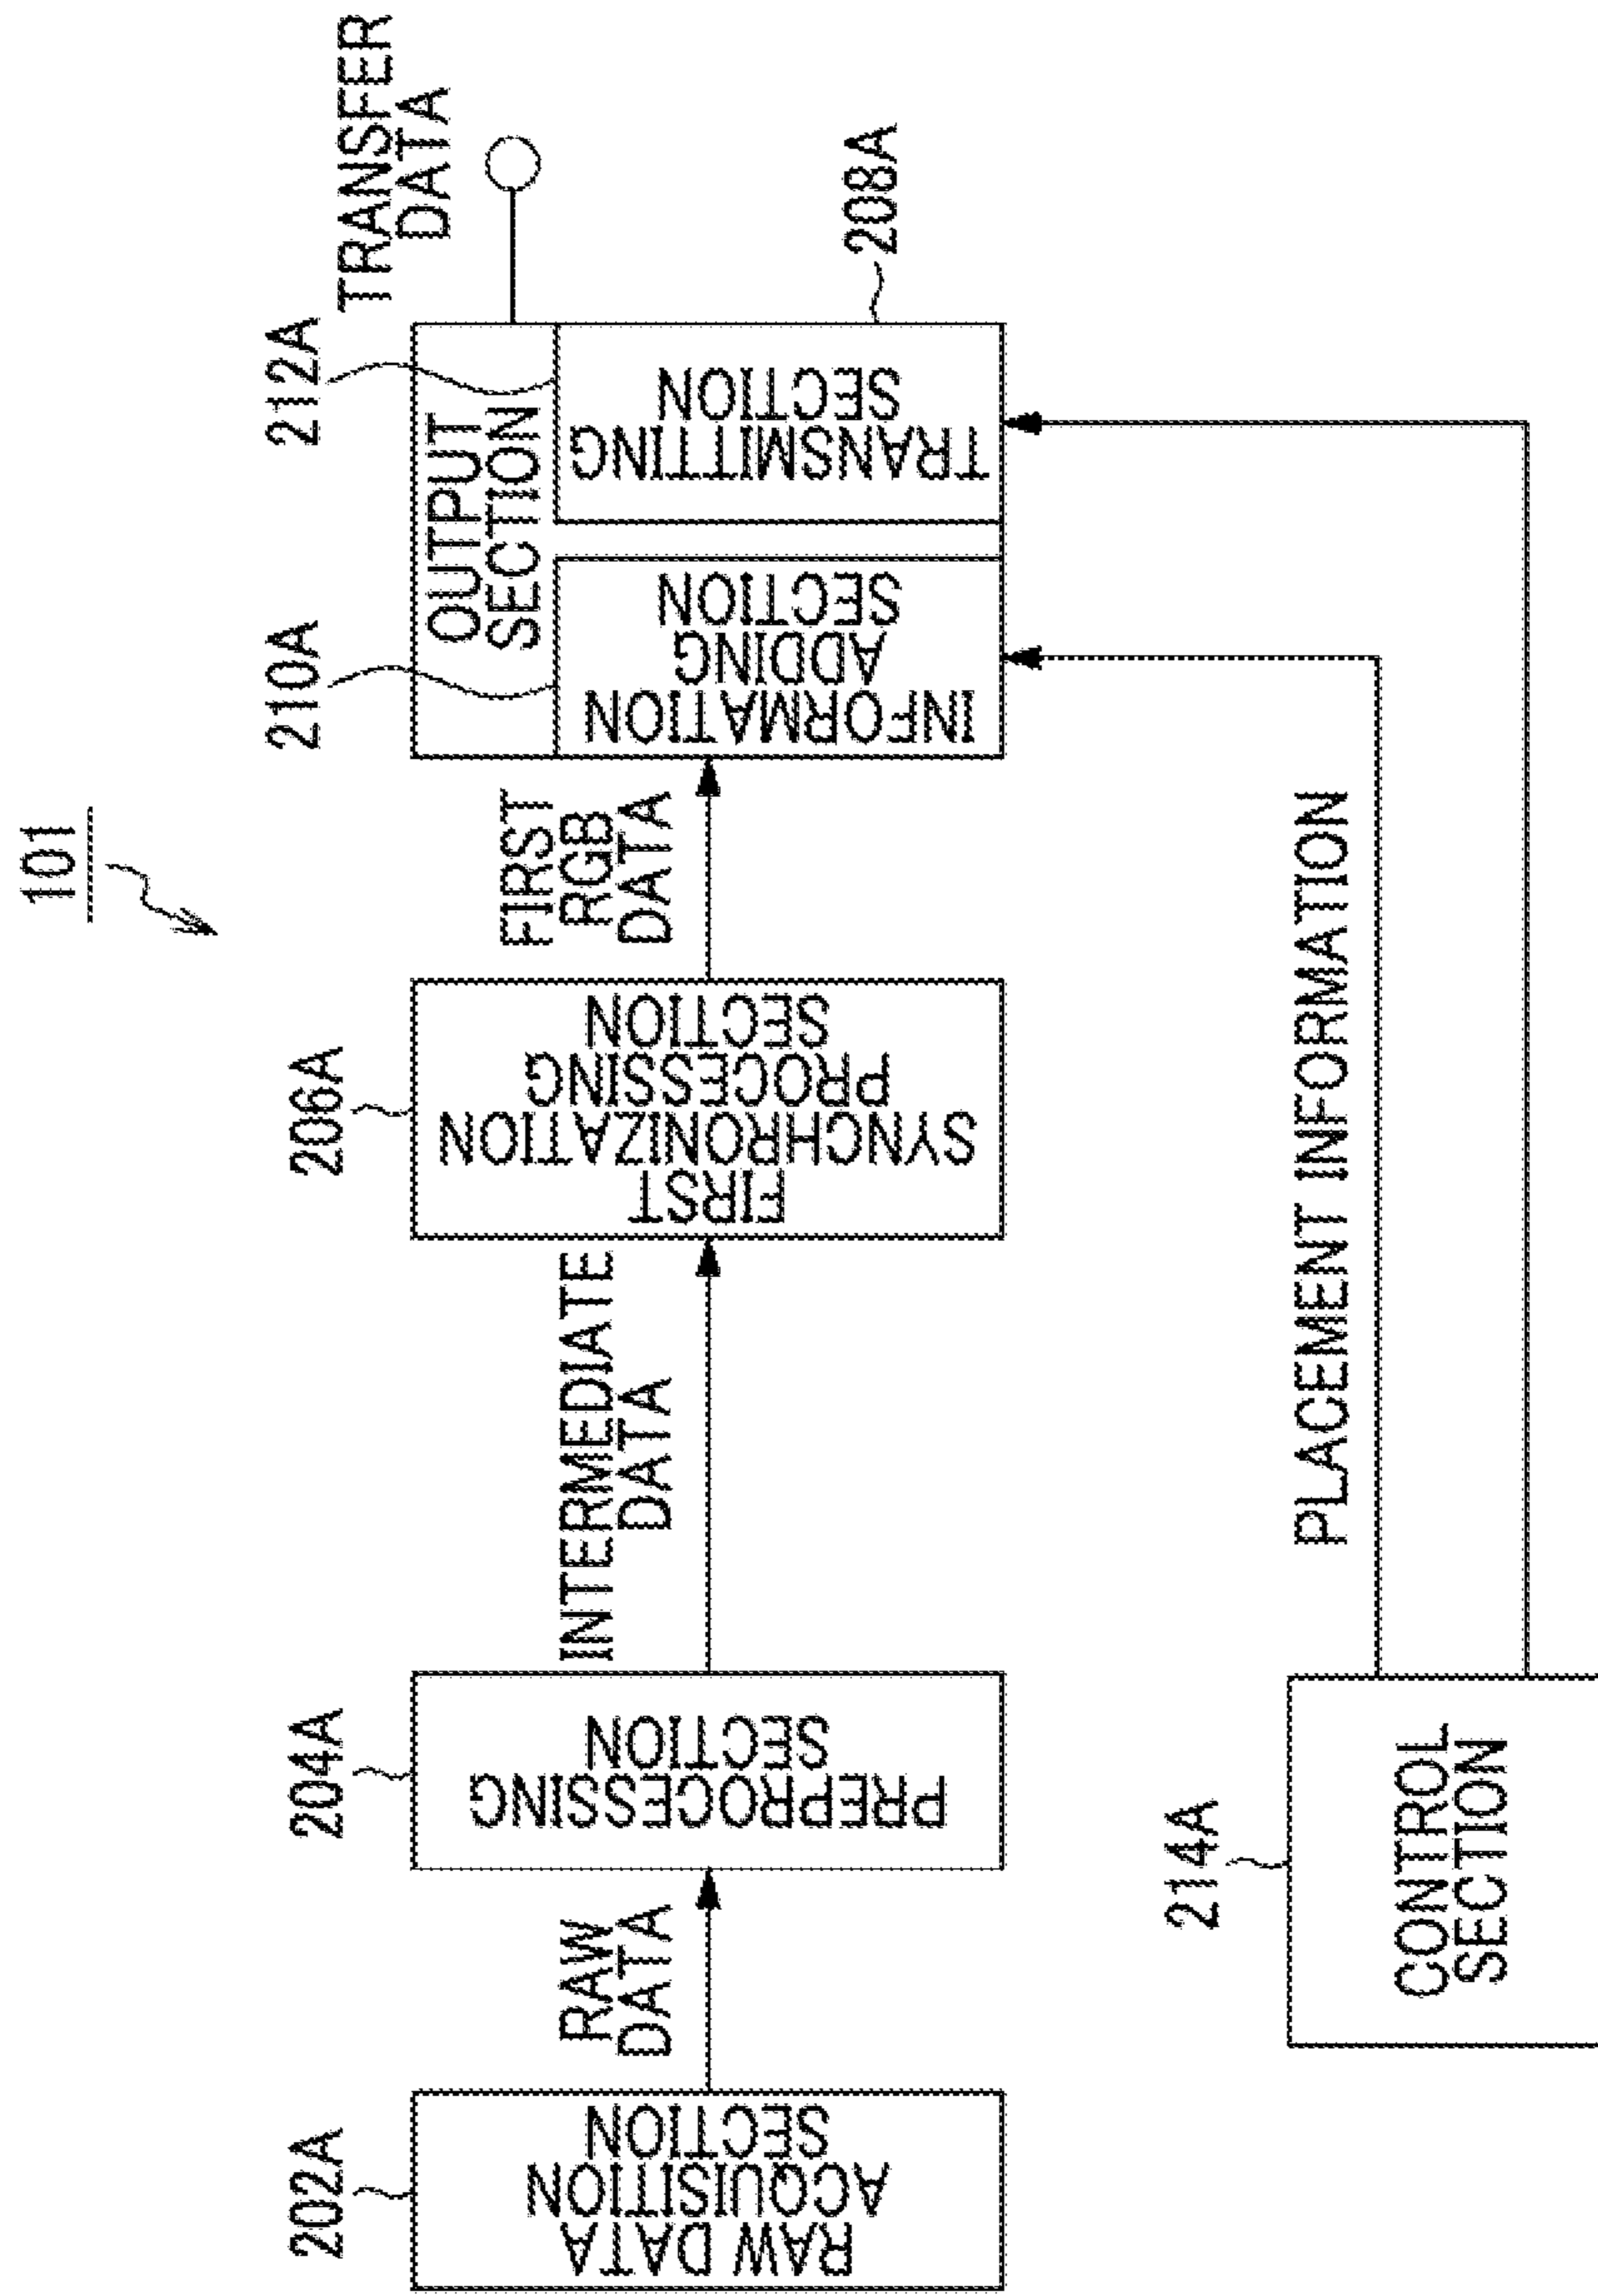 101
202A
RAW DATA
ACQUISITION
SECTION
RAW
DATA
204A
PREPROCESSING
SECTION
INTERMEDIATE
DATA
206A
FIRST
SYNCHRONIZATION
PROCESSING
SECTION
FIRST
RGB
DATA
210A
212A
OUTPUT
SECTION
INFORMATION
ADDING
SECTION
TRANSMITTING
SECTION
TRANSFER
DATA
208A
214A
CONTROL
SECTION
PLACEMENT INFORMATION